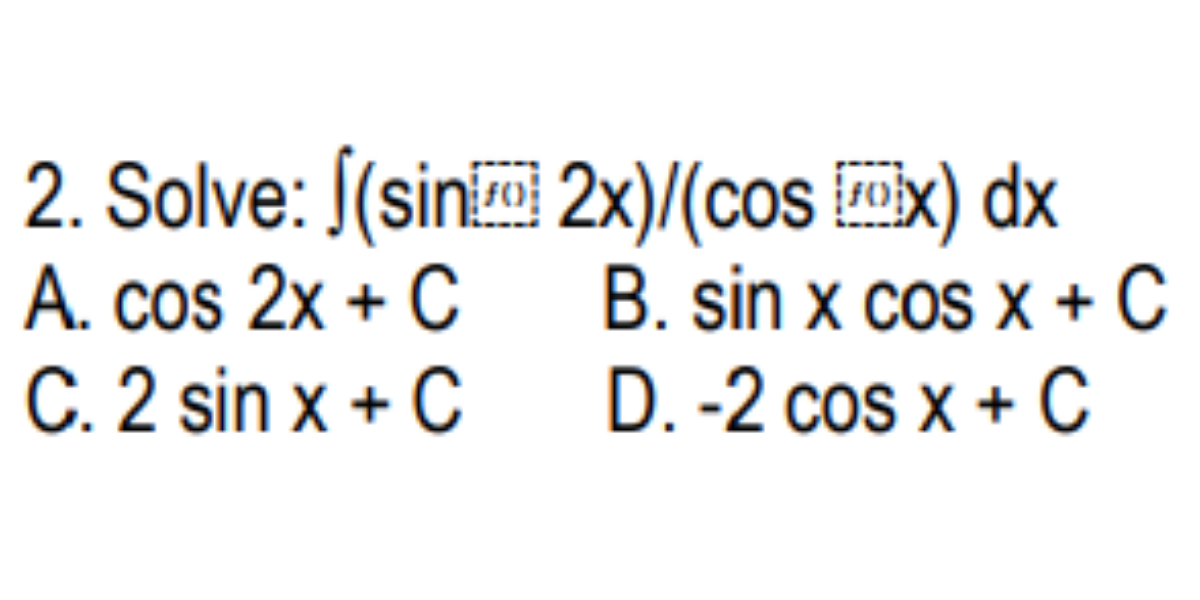 2. Solve: ∫(sin⁡ 2x)/(cos ⁡x) dx
A. cos 2x + C B. sin x cos x + C
C. 2 sin x + C D. -2 cos x + C